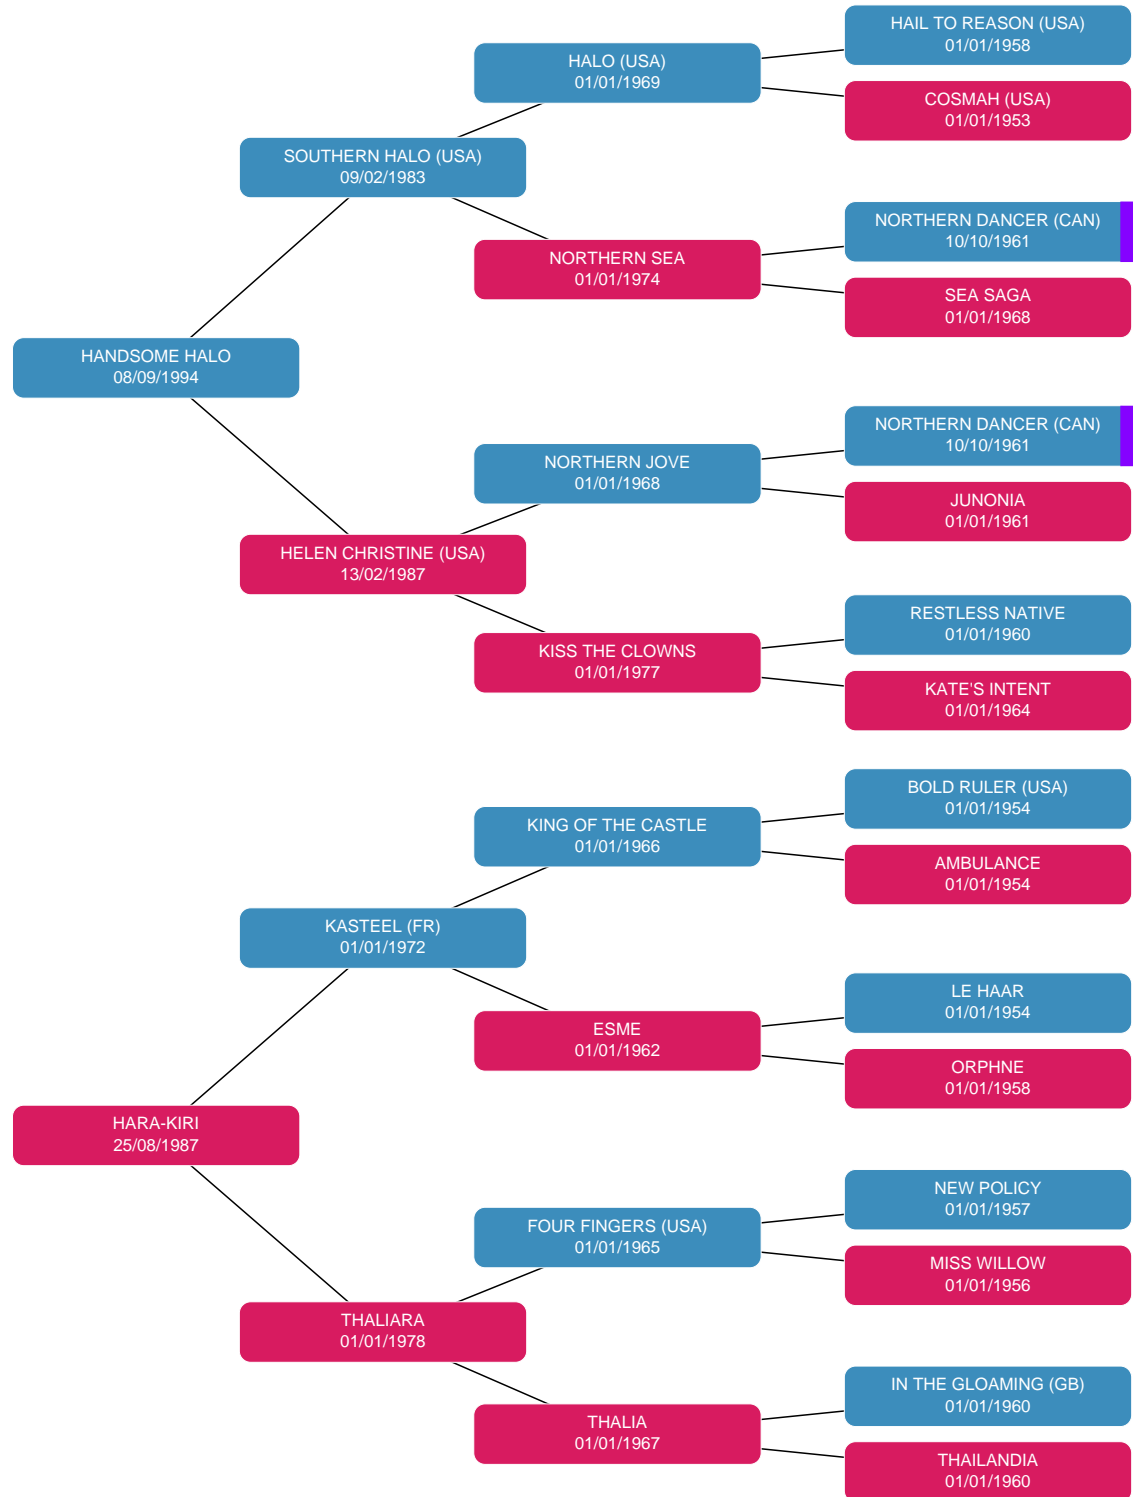 HAIL TO REASON (USA)
01/01/1958
HALO (USA)
01/01/1969
COSMAH (USA)
01/01/1953
SOUTHERN HALO (USA)
09/02/1983
NORTHERN DANCER (CAN)
10/10/1961
NORTHERN SEA
01/01/1974
SEA SAGA
01/01/1968
HANDSOME HALO
08/09/1994
NORTHERN DANCER (CAN)
10/10/1961
NORTHERN JOVE
01/01/1968
JUNONIA
01/01/1961
HELEN CHRISTINE (USA)
13/02/1987
RESTLESS NATIVE
01/01/1960
KISS THE CLOWNS
01/01/1977
KATE'S INTENT
01/01/1964
BOLD RULER (USA)
01/01/1954
KING OF THE CASTLE
01/01/1966
AMBULANCE
01/01/1954
KASTEEL (FR)
01/01/1972
LE HAAR
01/01/1954
ESME
01/01/1962
ORPHNE
01/01/1958
HARA-KIRI
25/08/1987
NEW POLICY
01/01/1957
FOUR FINGERS (USA)
01/01/1965
MISS WILLOW
01/01/1956
THALIARA
01/01/1978
IN THE GLOAMING (GB)
01/01/1960
THALIA
01/01/1967
THAILANDIA
01/01/1960